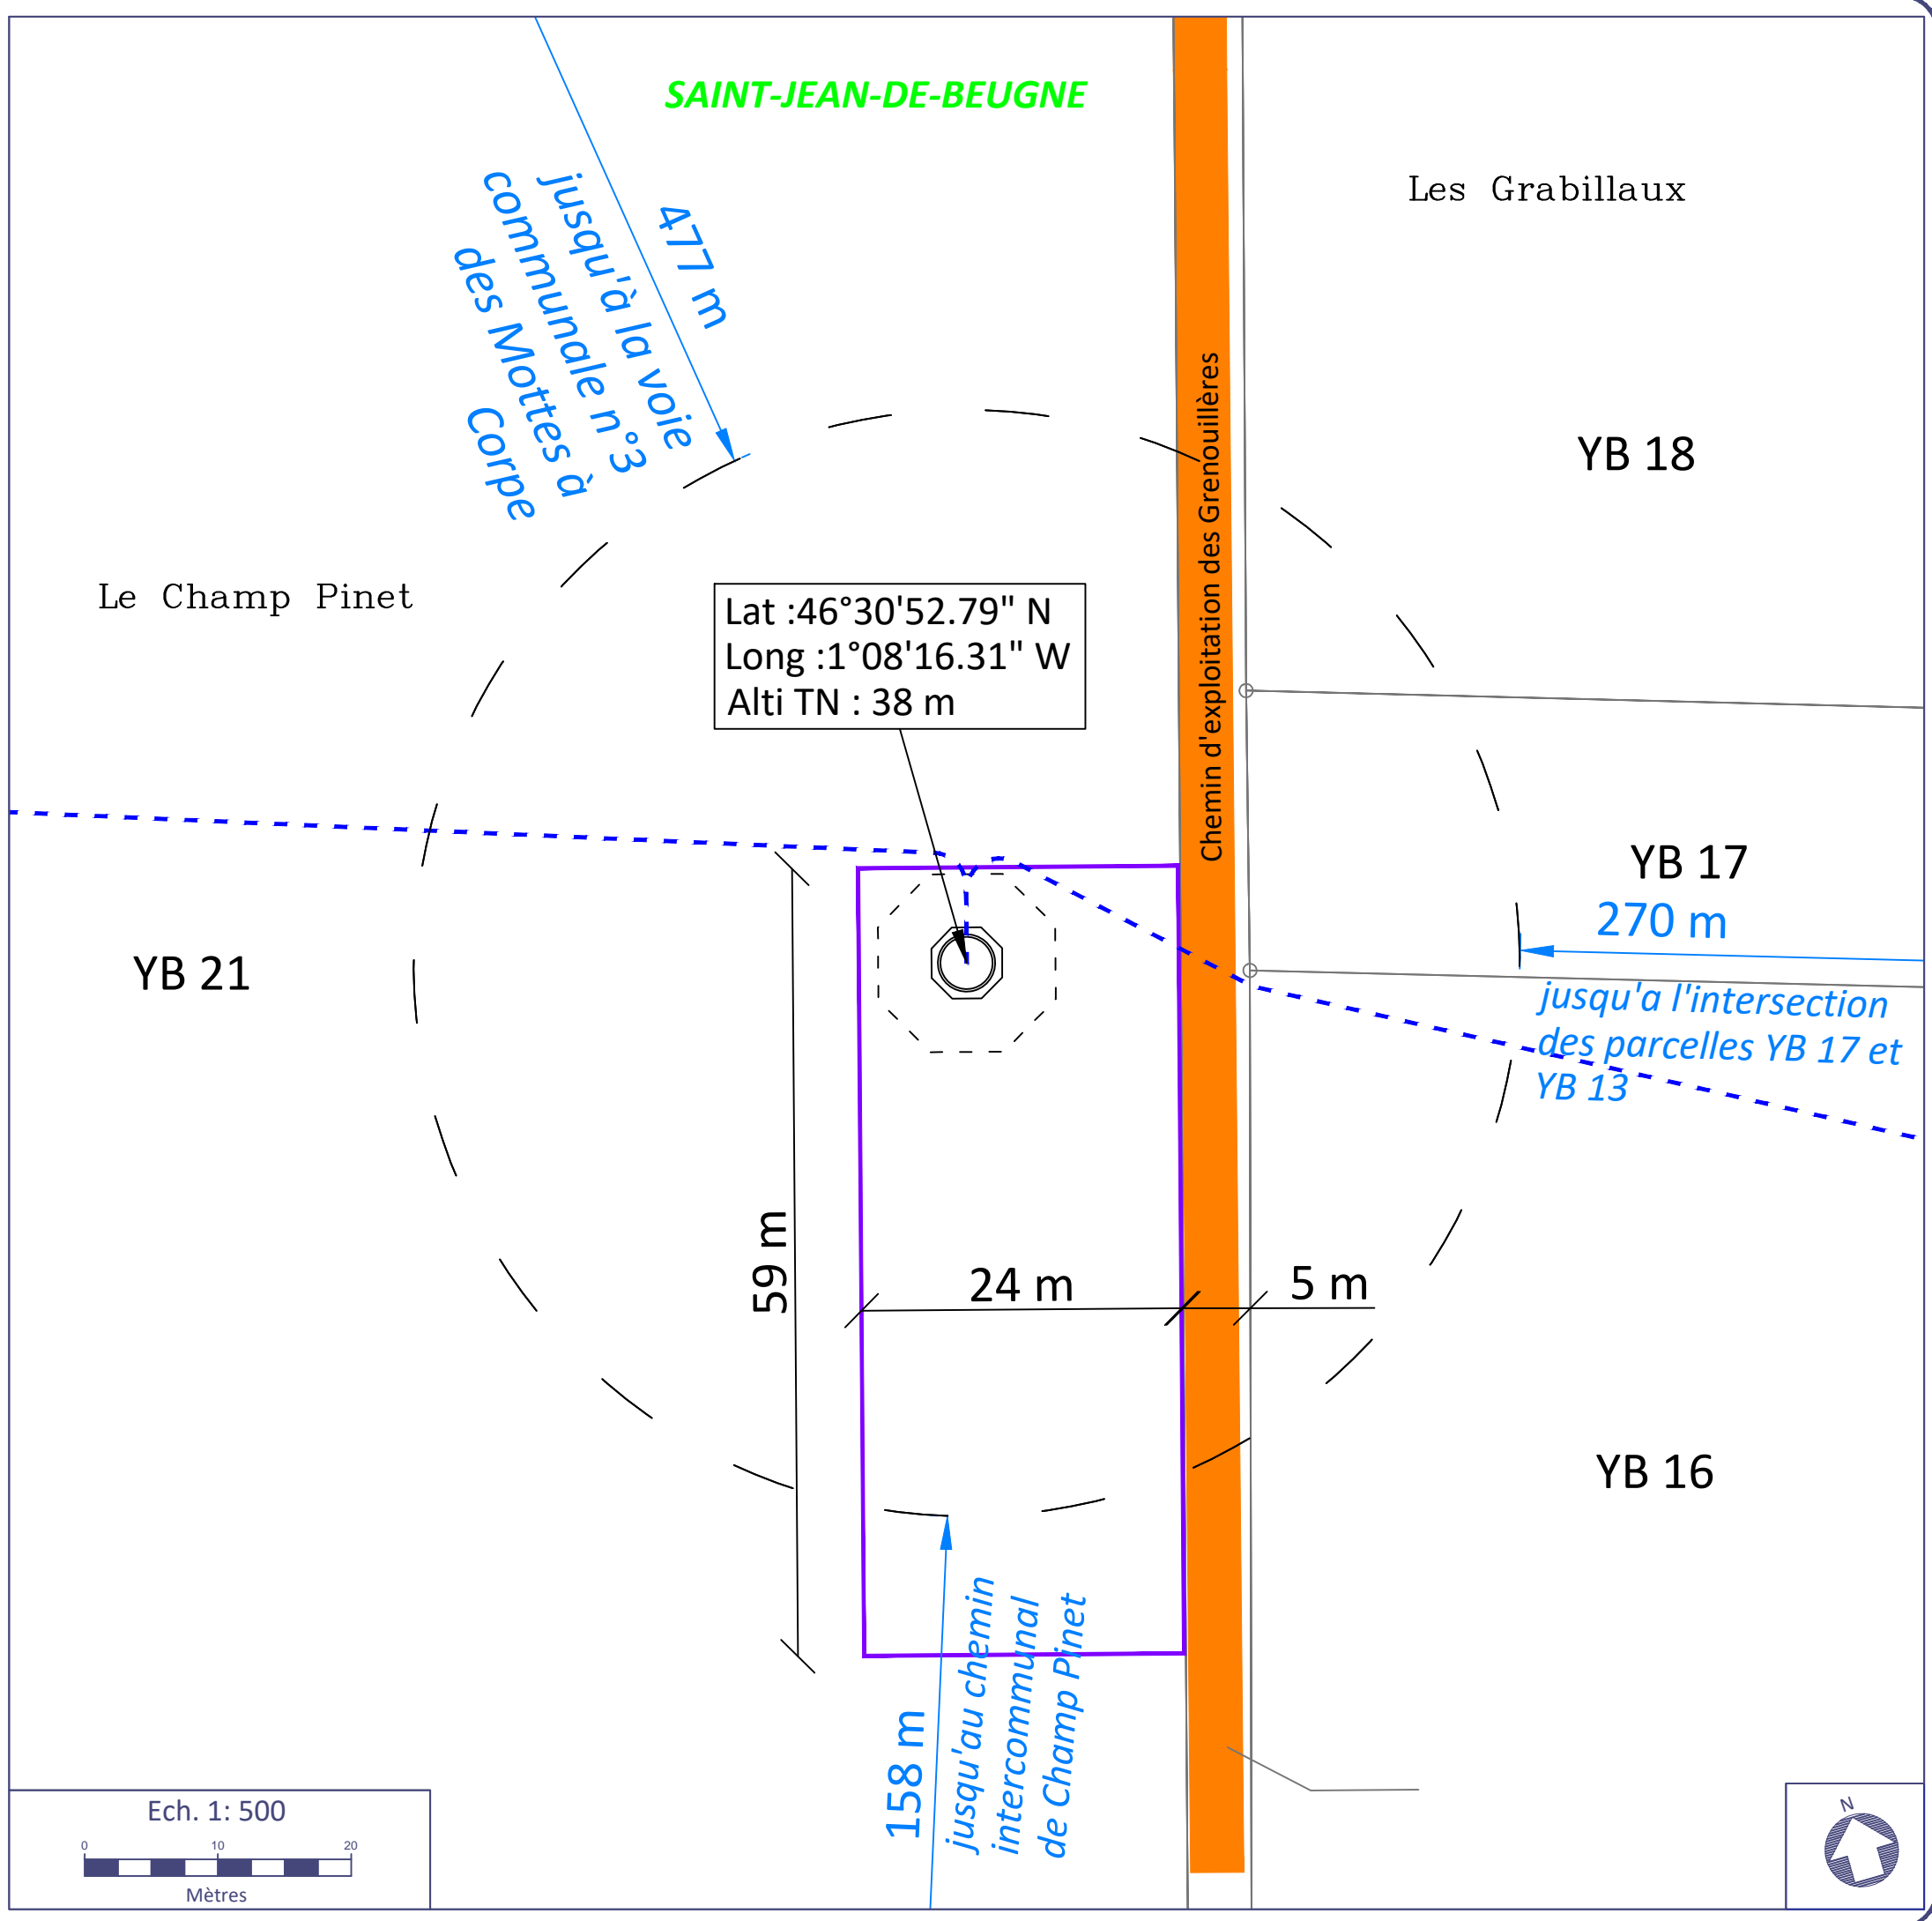 SAINT-JEAN-DE-BEUGNE
Les Grabillaux
477 m
jusqu'à la voie
communale n°3
des Mottes à
Corpe
Chemin d'exploitation des Grenouillères
YB 18
Le Champ Pinet
Lat :46°30'52.79" N
Long :1°08'16.31" W
Alti TN : 38 m
YB 17
270 m
YB 21
jusqu'a l'intersection
des parcelles YB 17 et
YB 13
59 m
24 m
5 m
YB 16
158 m
jusqu'au chemin
intercommunal
de Champ Pinet
Ech. 1: 500
0 10 20
Mètres
N